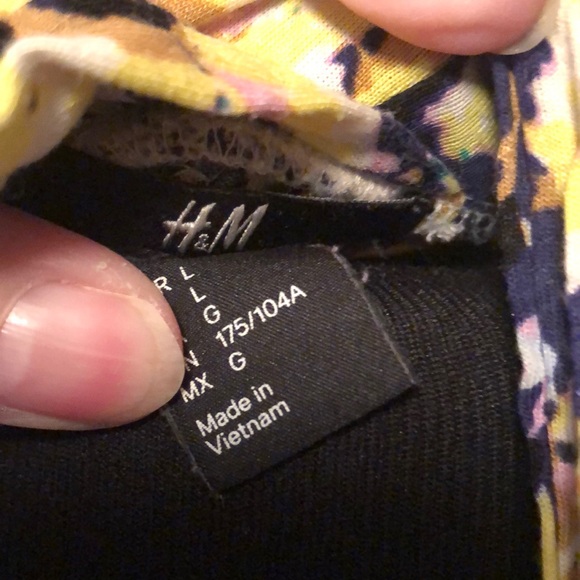 H&M
R L
L
G
N 175/104A
MX G
Made in
Vietnam